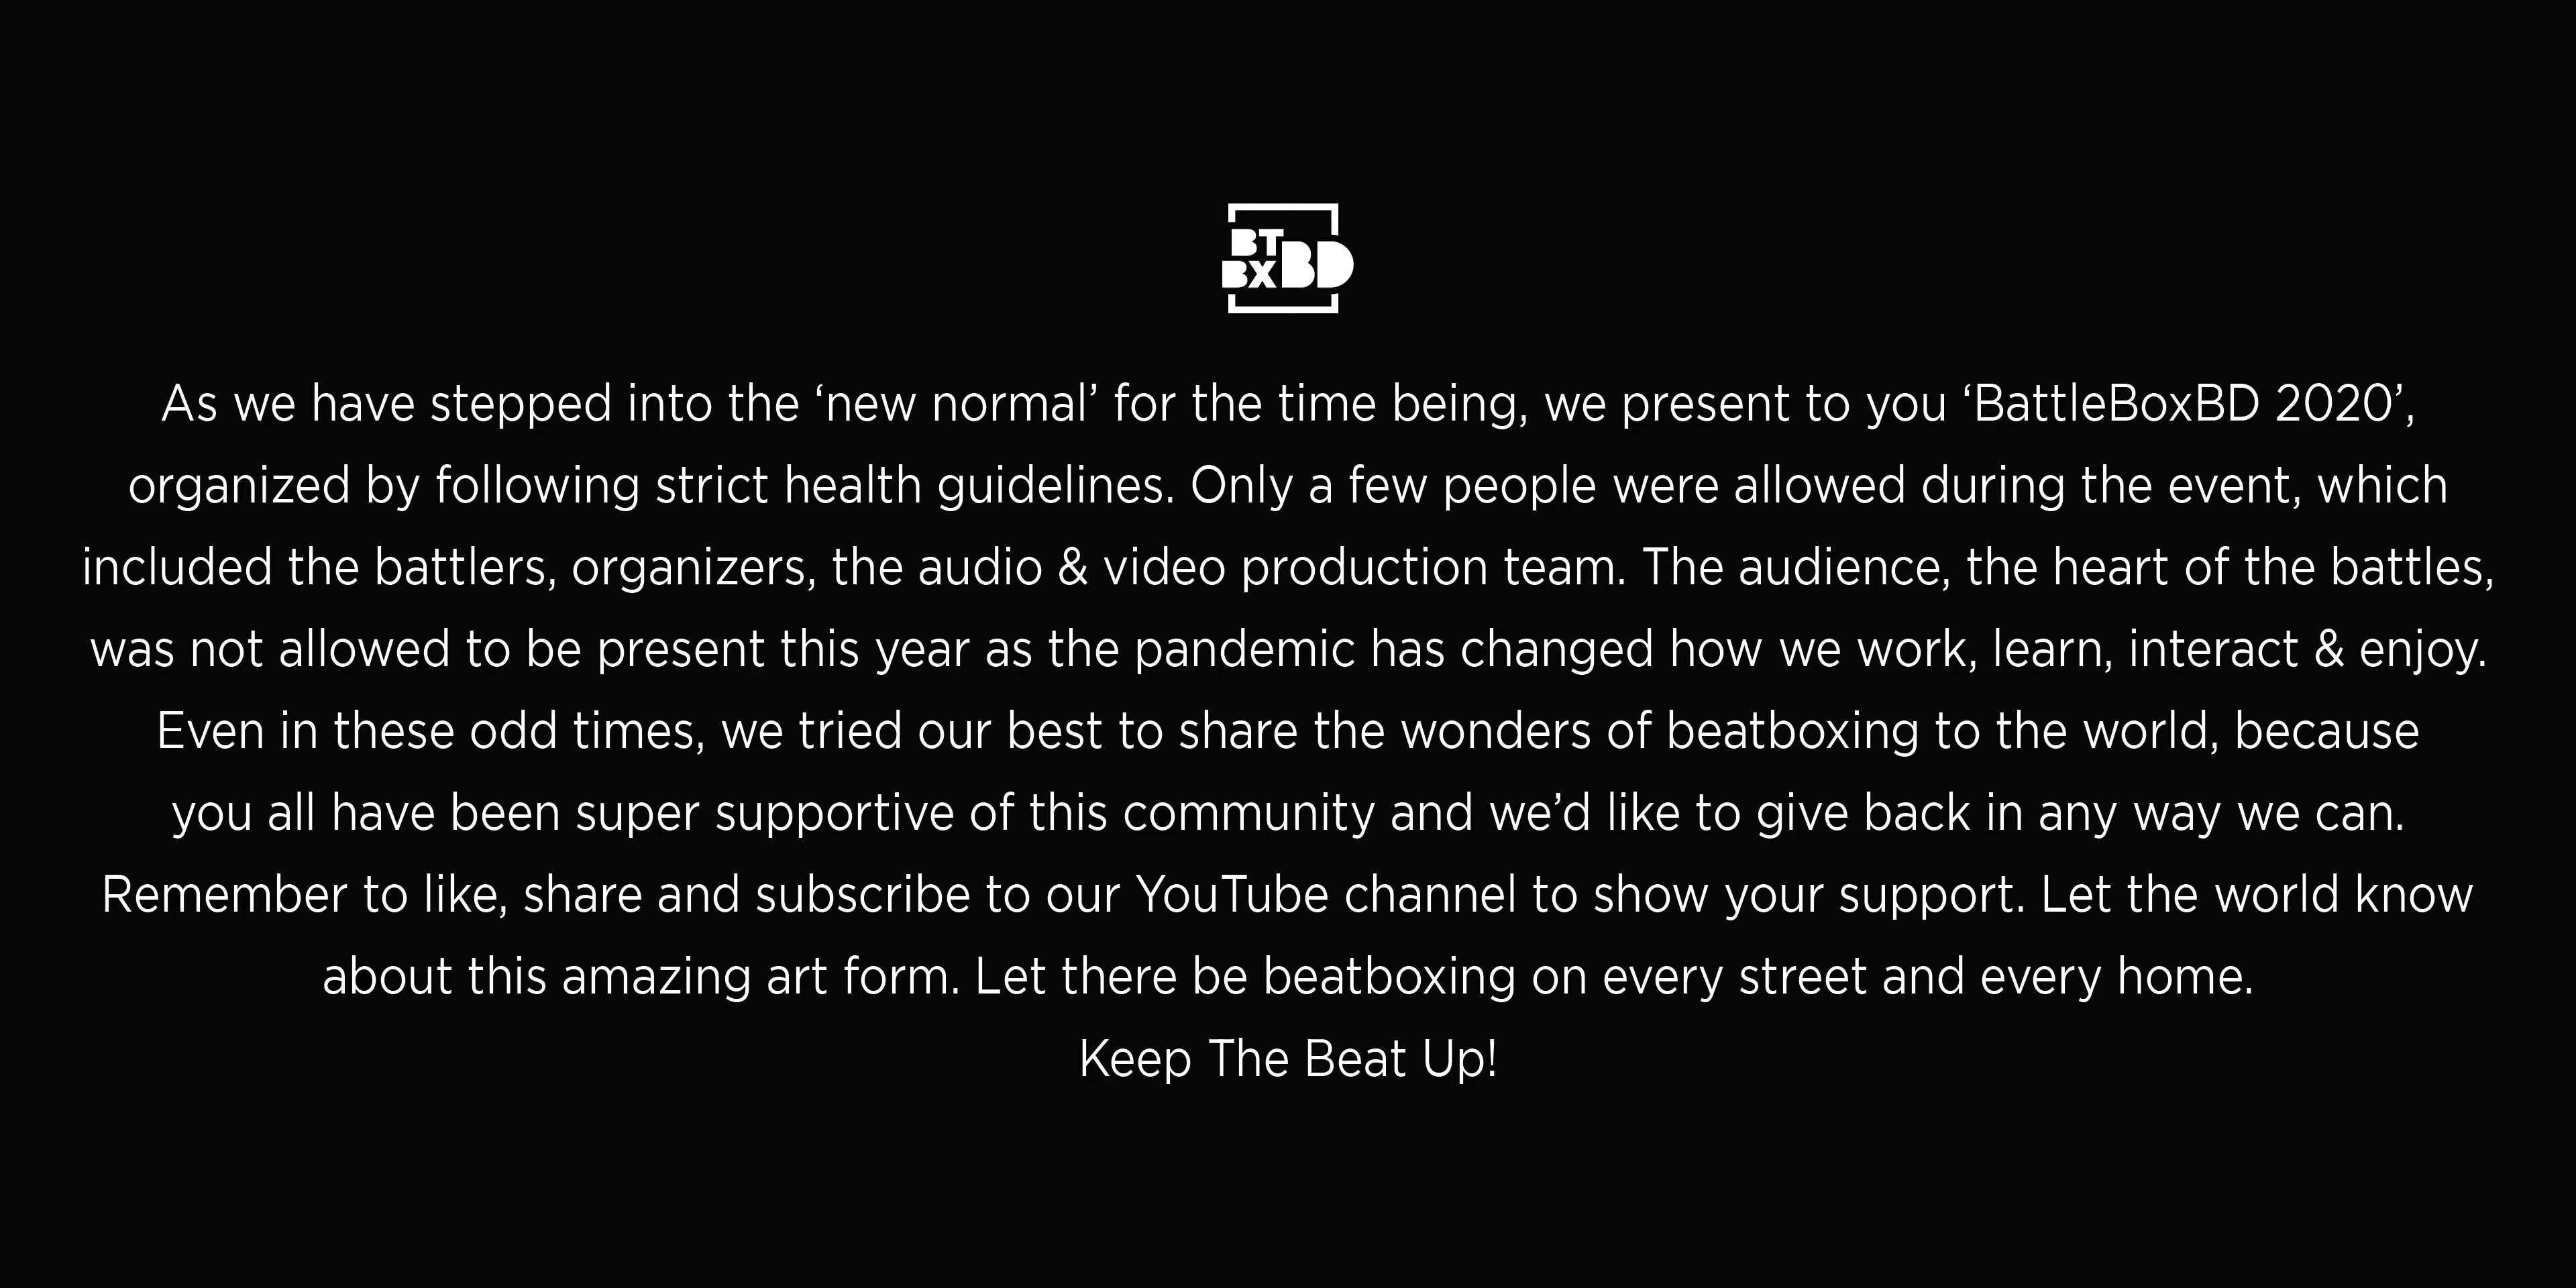 BT
BX BD
As we have stepped into the ‘new normal’ for the time being, we present to you ‘BattleBoxBD 2020’,
organized by following strict health guidelines. Only a few people were allowed during the event, which
included the battlers, organizers, the audio & video production team. The audience, the heart of the battles,
was not allowed to be present this year as the pandemic has changed how we work, learn, interact & enjoy.
Even in these odd times, we tried our best to share the wonders of beatboxing to the world, because
you all have been super supportive of this community and we’d like to give back in any way we can.
Remember to like, share and subscribe to our YouTube channel to show your support. Let the world know
about this amazing art form. Let there be beatboxing on every street and every home.
Keep The Beat Up!